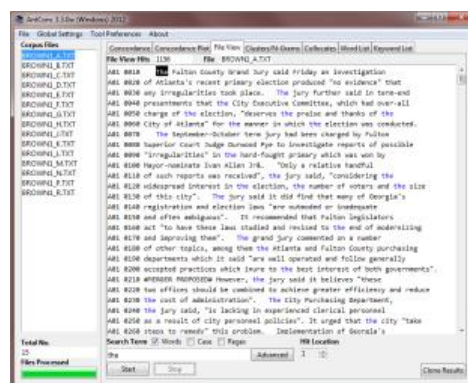 AntConc 3.3.0w (Windows) 2012
File Global Settings Tool Preferences About
Corpus Files
BROWN1_A.TXT
BROWN1_B.TXT
BROWN1_C.TXT
BROWN1_D.TXT
BROWN1_E.TXT
BROWN1_F.TXT
BROWN1_G.TXT
BROWN1_H.TXT
BROWN1_J.TXT
BROWN1_K.TXT
BROWN1_L.TXT
BROWN1_M.TXT
BROWN1_N.TXT
BROWN1_P.TXT
BROWN1_R.TXT
Total No.
15
Files Processed
Concordance Concordance Plot File View Clusters/N-Grams Collocates Word List Keyword List
File View Hits 1136 File BROWN1_A.TXT
A01 0010 The Fulton County Grand Jury said Friday an investigation
A01 0020 of Atlanta's recent primary election produced "no evidence" that
A01 0030 any irregularities took place. The jury further said in term-end
A01 0040 presentments that the City Executive Committee, which had over-all
A01 0050 charge of the election, "deserves the praise and thanks of the
A01 0060 City of Atlanta" for the manner in which the election was conducted.
A01 0070 The September-October term jury had been charged by Fulton
A01 0080 Superior Court Judge Durwood Pye to investigate reports of possible
A01 0090 "irregularities" in the hard-fought primary which was won by
A01 0100 Mayor-nominate Ivan Allen Jr&. "Only a relative handful
A01 0110 of such reports was received", the jury said, "considering the
A01 0120 widespread interest in the election, the number of voters and the size
A01 0130 of this city". The jury said it did find that many of Georgia's
A01 0140 registration and election laws "are outmoded or inadequate
A01 0150 and often ambiguous". It recommended that Fulton legislators
A01 0160 act "to have these laws studied and revised to the end of modernizing
A01 0170 and improving them". The grand jury commented on a number
A01 0180 of other topics, among them the Atlanta and Fulton County purchasing
A01 0190 departments which it said "are well operated and follow generally
A01 0200 accepted practices which inure to the best interest of both governments".
A01 0210 #MERGER PROPOSED# However, the jury said it believes "these
A01 0220 two offices should be combined to achieve greater efficiency and reduce
A01 0230 the cost of administration". The City Purchasing Department,
A01 0240 the jury said, "is lacking in experienced clerical personnel
A01 0250 as a result of city personnel policies". It urged that the city "take
A01 0260 steps to remedy" this problem. Implementation of Georgia's
Search Term Words Case Regex Hit Location
the Advanced 1
Start Stop Clone Results